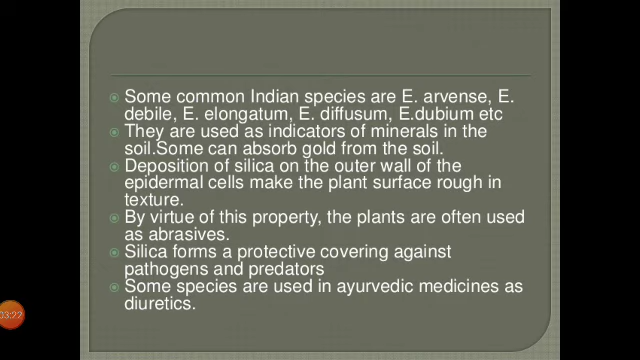 Some common Indian species are E. arvense, E.
debile, E. elongatum, E. diffusum, E.dubium etc
They are used as indicators of minerals in the
soil.Some can absorb gold from the soil.
Deposition of silica on the outer wall of the
epidermal cells make the plant surface rough in
texture.
By virtue of this property, the plants are often used
as abrasives.
Silica forms a protective covering against
pathogens and predators
Some species are used in ayurvedic medicines as
diuretics.
03:22